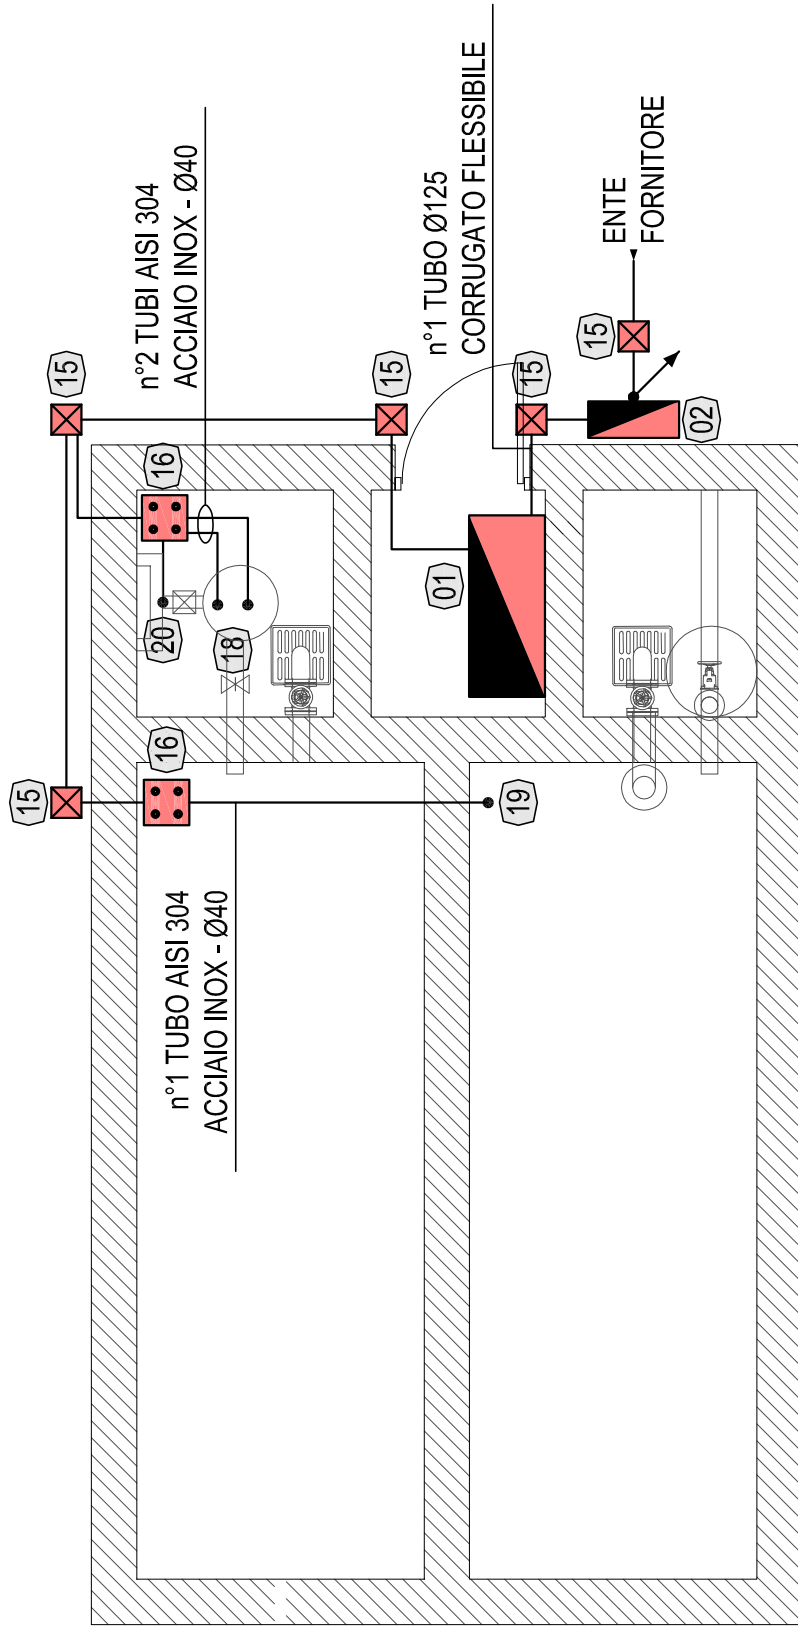 n°2 TUBI AISI 304
ACCIAIO INOX - Ø40
n°1 TUBO Ø125
CORRUGATO FLESSIBILE
ENTE
FORNITORE
15
15
15
15
02
16
01
20
18
16
15
19
n°1 TUBO AISI 304
ACCIAIO INOX - Ø40